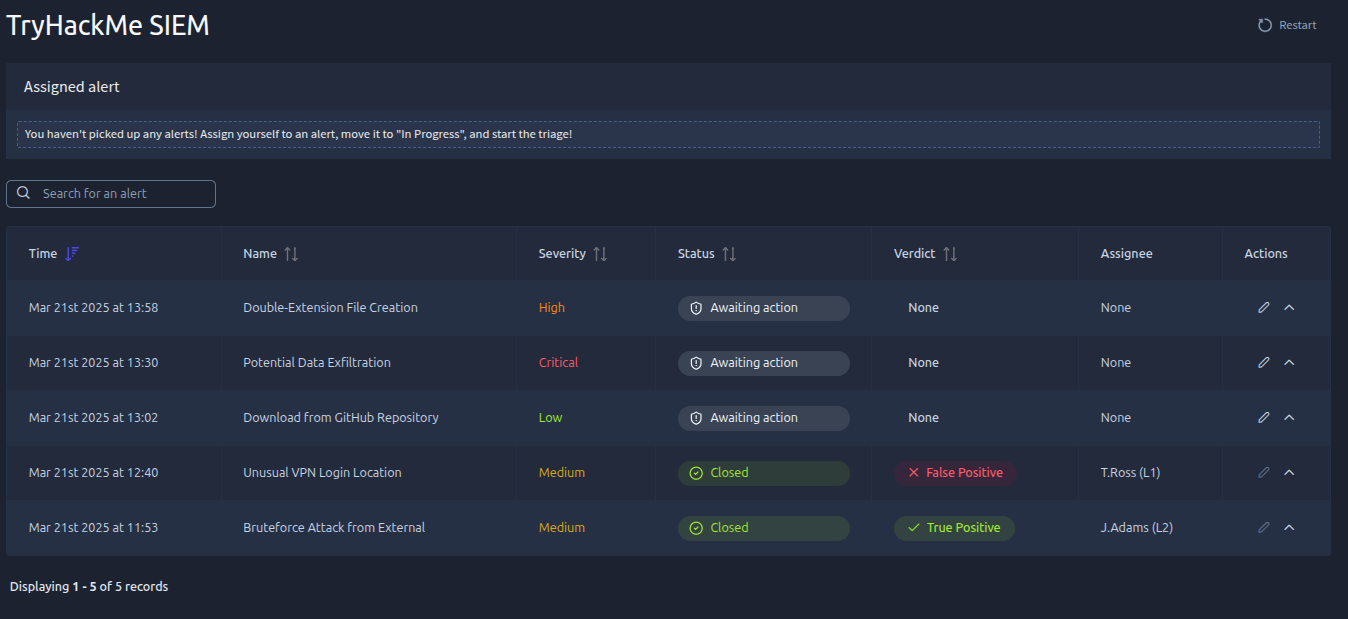 TryHackMe SIEM
Restart
Assigned alert
You haven't picked up any alerts! Assign yourself to an alert, move it to "In Progress", and start the triage!
Search for an alert
Time Name Severity Status Verdict Assignee Actions
Mar 21st 2025 at 13:58 Double-Extension File Creation High Awaiting action None None
Mar 21st 2025 at 13:30 Potential Data Exfiltration Critical Awaiting action None None
Mar 21st 2025 at 13:02 Download from GitHub Repository Low Awaiting action None None
Mar 21st 2025 at 12:40 Unusual VPN Login Location Medium Closed False Positive T.Ross (L1)
Mar 21st 2025 at 11:53 Bruteforce Attack from External Medium Closed True Positive J.Adams (L2)
Displaying 1 - 5 of 5 records